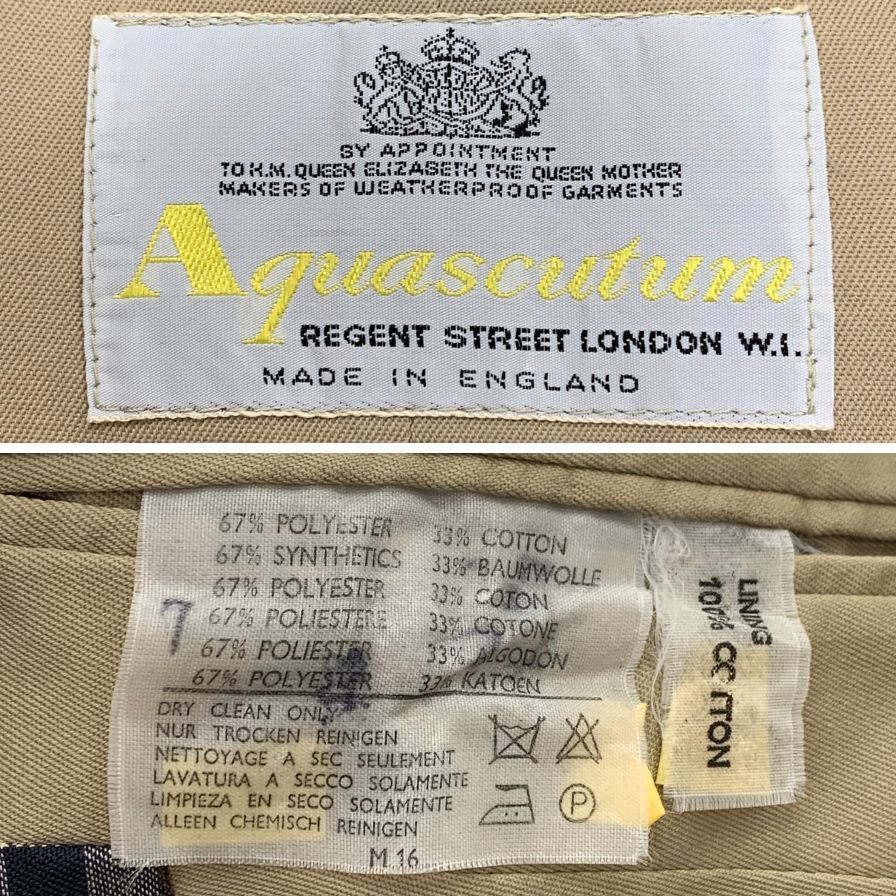 BY APPOINTMENT
TO H.M. QUEEN ELIZABETH THE QUEEN MOTHER
MAKERS OF WEATHERPROOF GARMENTS
Aquascutum
REGENT STREET LONDON W.I.
MADE IN ENGLAND
67% POLYESTER 33% COTTON
67% SYNTHETICS 33% BAUMWOLLE
67% POLYESTER 33% COTON
67% POLIESTERE 33% COTONE
67% POLIESTER 33% ALGODON
67% POLYESTER 33% KATOEN
DRY CLEAN ONLY
NUR TROCKEN REINIGEN
NETTOYAGE A SEC SEULEMENT
LAVATURA A SECCO SOLAMENTE
LIMPIEZA EN SECO SOLAMENTE
ALLEEN CHEMISCH REINIGEN
P
M 16
LINING
100% COTTON